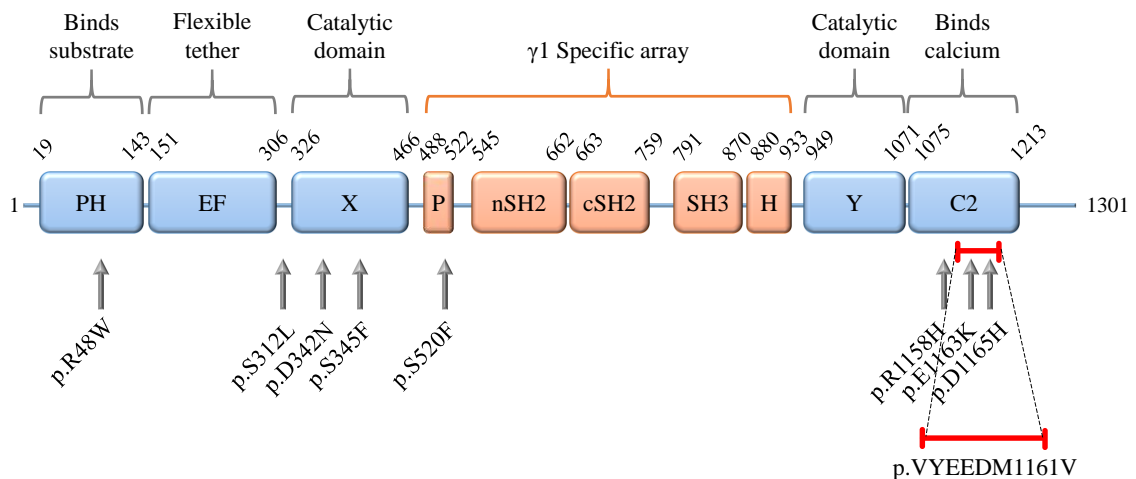 Binds
substrate
Flexible
tether
Catalytic
domain
γ1 Specific array
Catalytic
domain
Binds
calcium
19 143 151 306 326 466 488 522 545 662 663 759 791 870 880 933 949 1071 1075 1213
1 PH EF X P nSH2 cSH2 SH3 H Y C2 1301
p.R48W
p.S312L
p.D342N
p.S345F
p.S520F
p.R1158H
p.E1163K
p.D1165H
p.VYEEDM1161V